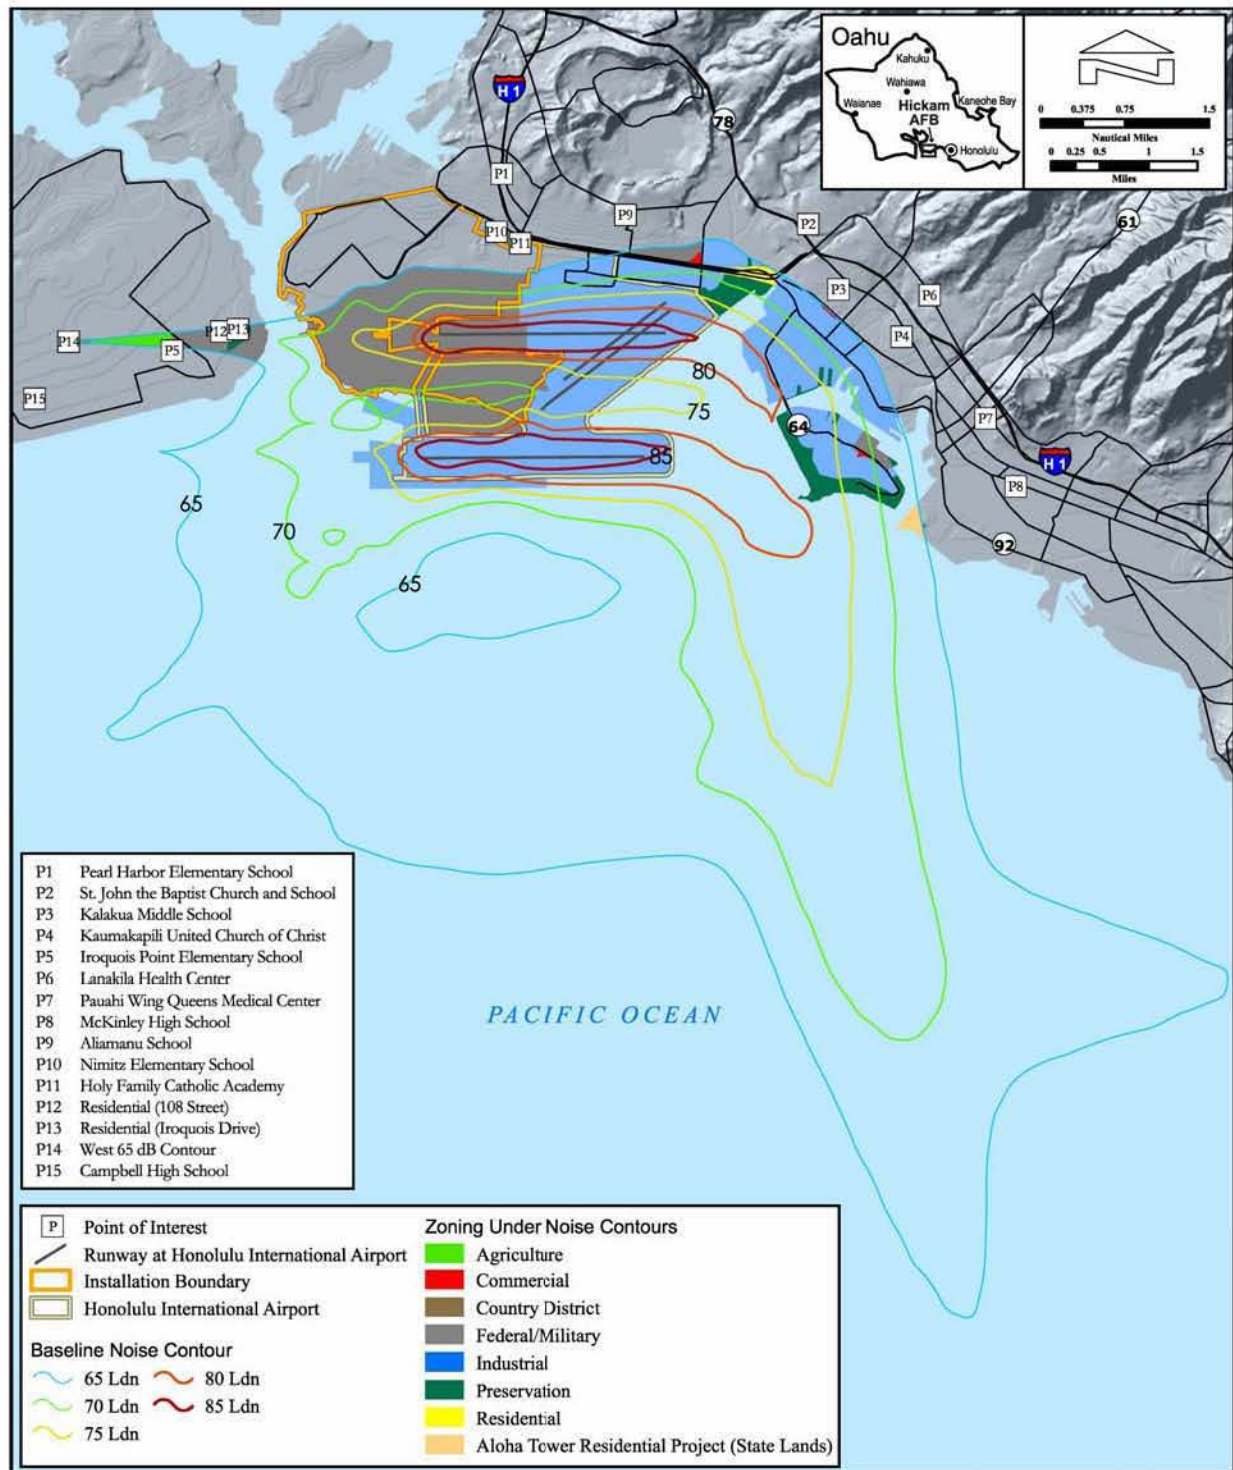 Oahu
Kahuku
Wahiawa
Waianae
Kaneohe Bay
Hickam
AFB
Honolulu
0 0.375 0.75 1.5
Nautical Miles
0 0.25 0.5 1 1.5
Miles
H 1
78
61
P1
P9
P2
P10
P11
P3
P6
P12
P13
P14
P5
P4
80
P15
75
64
P7
85
H 1
P8
65
70
92
65
PACIFIC OCEAN
P1 Pearl Harbor Elementary School
P2 St. John the Baptist Church and School
P3 Kalakua Middle School
P4 Kaumakapili United Church of Christ
P5 Iroquois Point Elementary School
P6 Lanakila Health Center
P7 Pauahi Wing Queens Medical Center
P8 McKinley High School
P9 Aliamanu School
P10 Nimitz Elementary School
P11 Holy Family Catholic Academy
P12 Residential (108 Street)
P13 Residential (Iroquois Drive)
P14 West 65 dB Contour
P15 Campbell High School
P Point of Interest
Runway at Honolulu International Airport
Installation Boundary
Honolulu International Airport
Baseline Noise Contour
65 Ldn 80 Ldn
70 Ldn 85 Ldn
75 Ldn
Zoning Under Noise Contours
Agriculture
Commercial
Country District
Federal/Military
Industrial
Preservation
Residential
Aloha Tower Residential Project (State Lands)